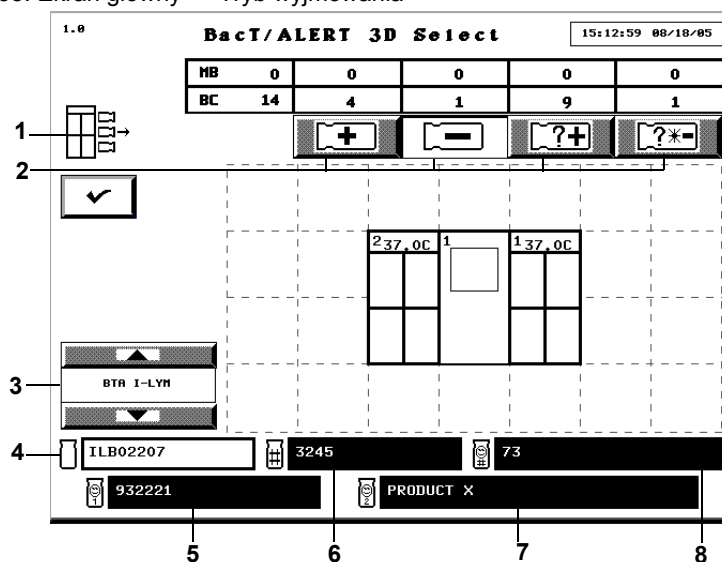 Ekran główny — Tryb wyjmowania
1.0
BacT/ALERT 3D Select
15:12:59 08/18/05
MB 0 0 0 0 0
BC 14 4 1 9 1
+ − ?+ ?*-
1
2
2 37.0C 1 1 37.0C
3
BTA I-LYM
4
ILB02207 # 3245 # 73
1 932221 2 PRODUCT X
5 6 7 8